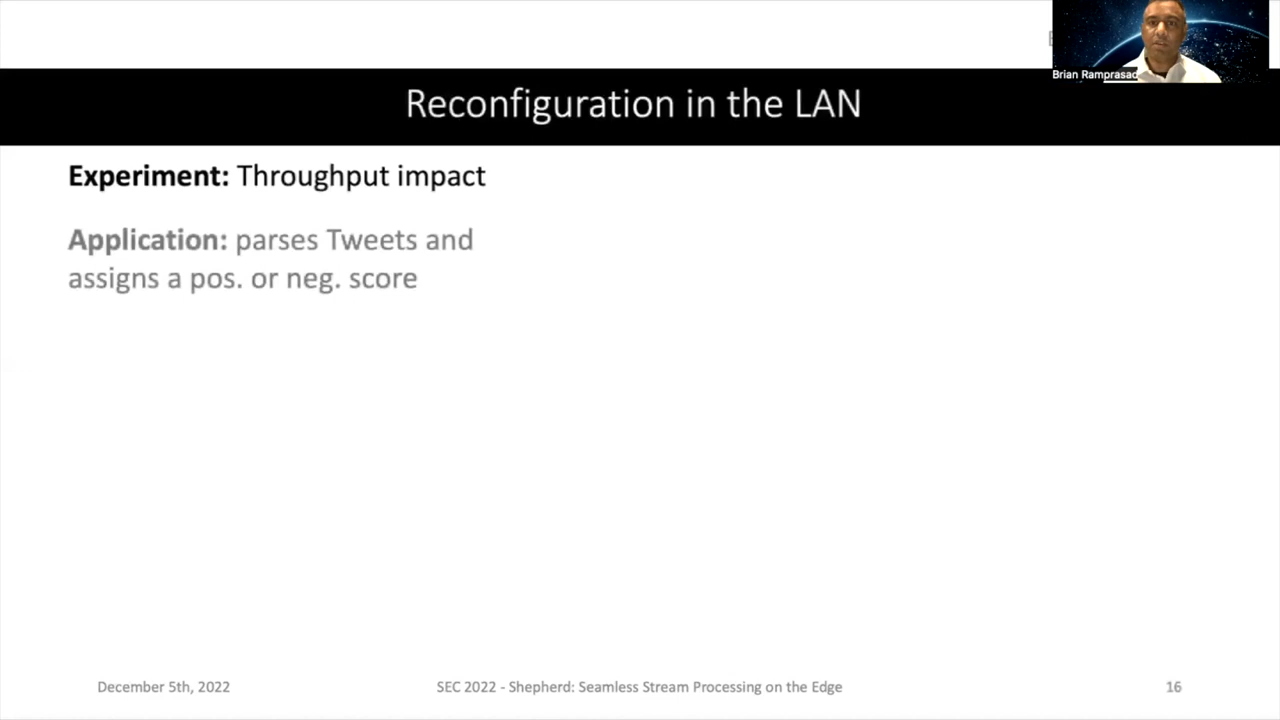 Brian Ramprasad
Reconfiguration in the LAN
Experiment: Throughput impact
Application: parses Tweets and
assigns a pos. or neg. score
December 5th, 2022
SEC 2022 - Shepherd: Seamless Stream Processing on the Edge
16